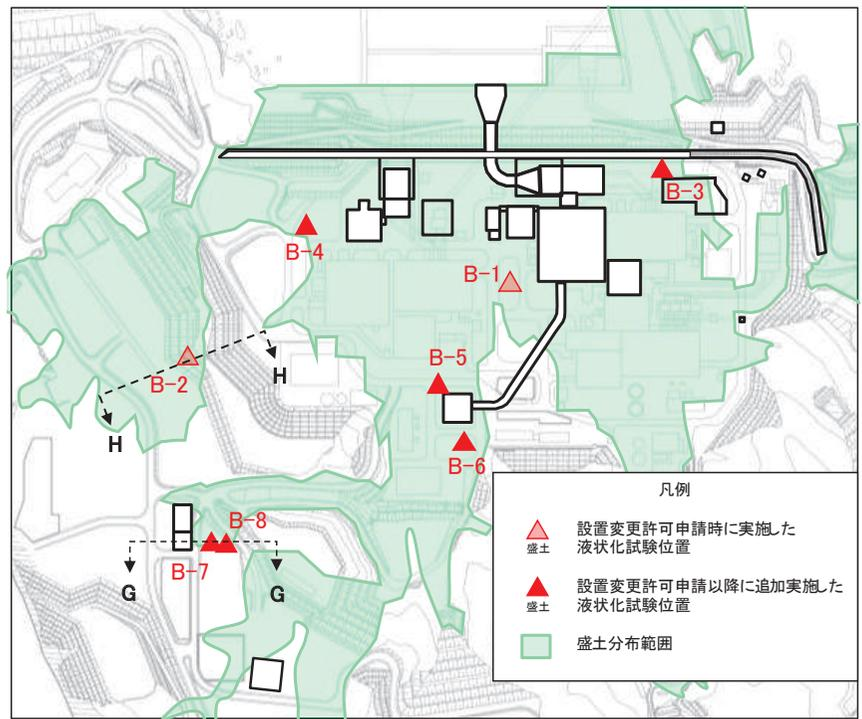 B-3
B-4
B-1
B-5
B-2
H
H
B-6
B-8
B-7
G
G
凡例
盛土
設置変更許可申請時に実施した
液状化試験位置
盛土
設置変更許可申請以降に追加実施した
液状化試験位置
盛土分布範囲